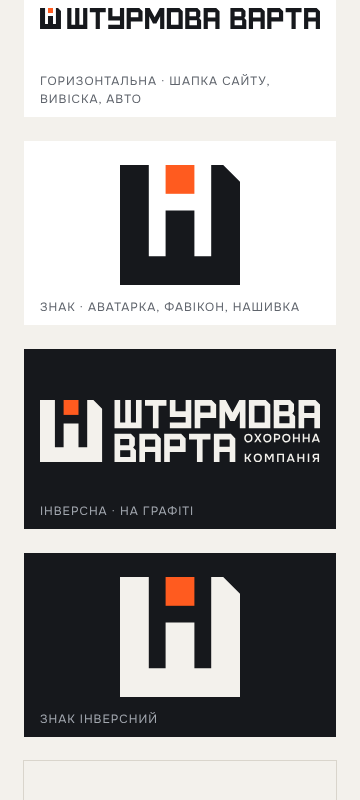 ШТУРМОВА ВАРТА
ГОРИЗОНТАЛЬНА · ШАПКА САЙТУ,
ВИВІСКА, АВТО
ЗНАК · АВАТАРКА, ФАВІКОН, НАШИВКА
ШТУРМОВА
ВАРТА ОХОРОННА
КОМПАНІЯ
ІНВЕРСНА · НА ГРАФІТІ
ЗНАК ІНВЕРСНИЙ